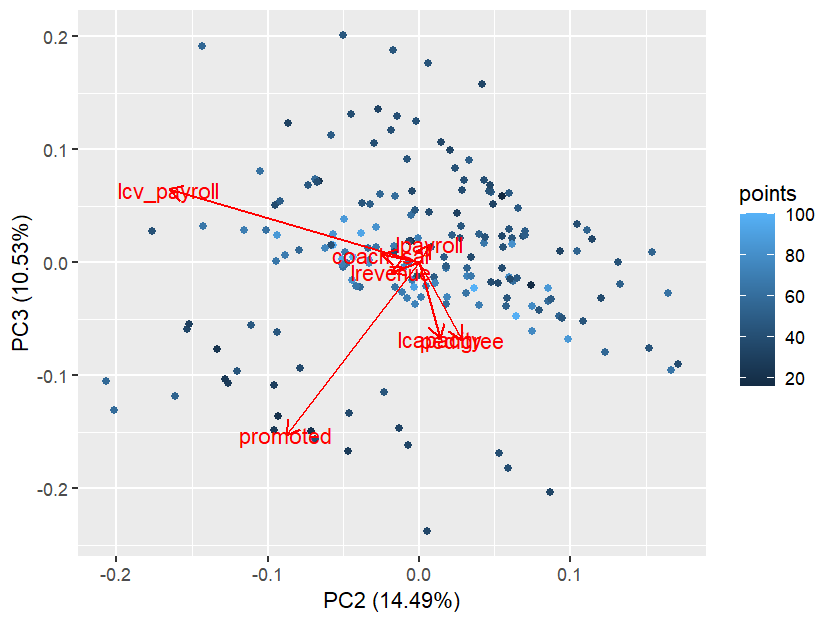 0.2
0.1
0.0
-0.1
-0.2
PC3 (10.53%)
lcv_payroll
lpayroll
lrevenue
lcapacity
pedigree
promoted
-0.2 -0.1 0.0 0.1
PC2 (14.49%)
points
100
80
60
40
20